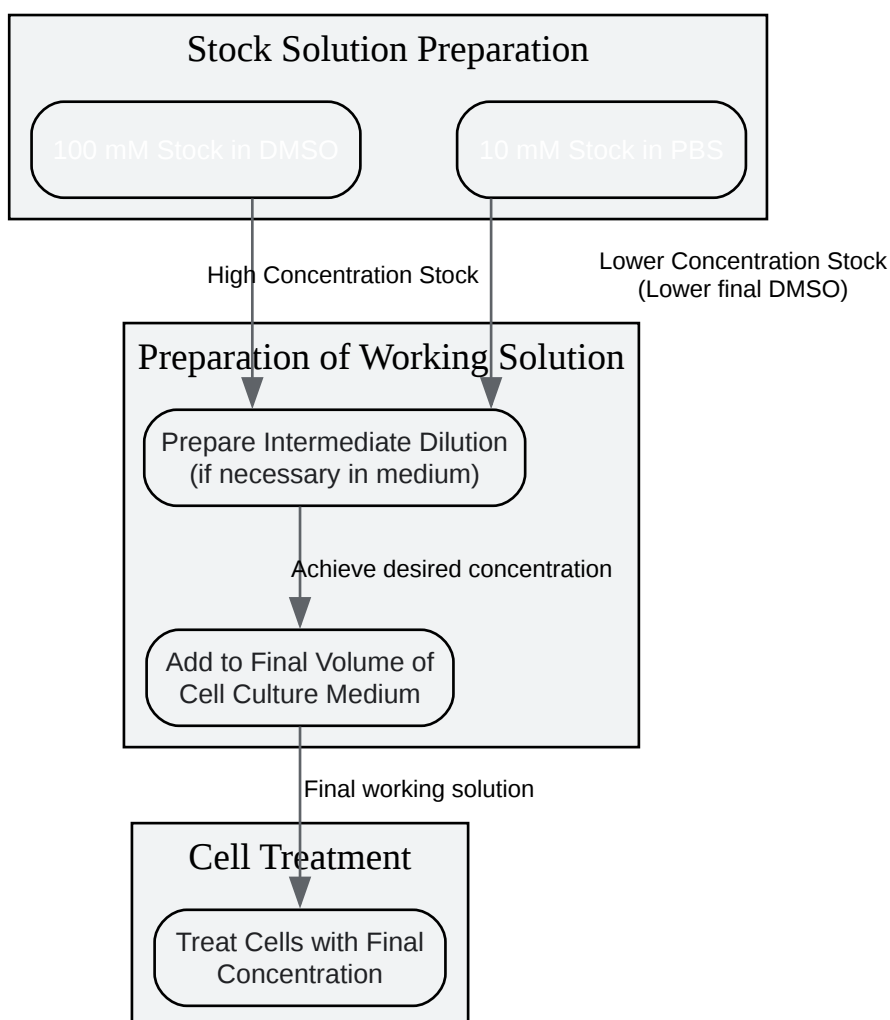 Stock Solution Preparation
100 mM Stock in DMSO
10 mM Stock in PBS
High Concentration Stock
Lower Concentration Stock
(Lower final DMSO)
Preparation of Working Solution
Prepare Intermediate Dilution
(if necessary in medium)
Achieve desired concentration
Add to Final Volume of
Cell Culture Medium
Final working solution
Cell Treatment
Treat Cells with Final
Concentration